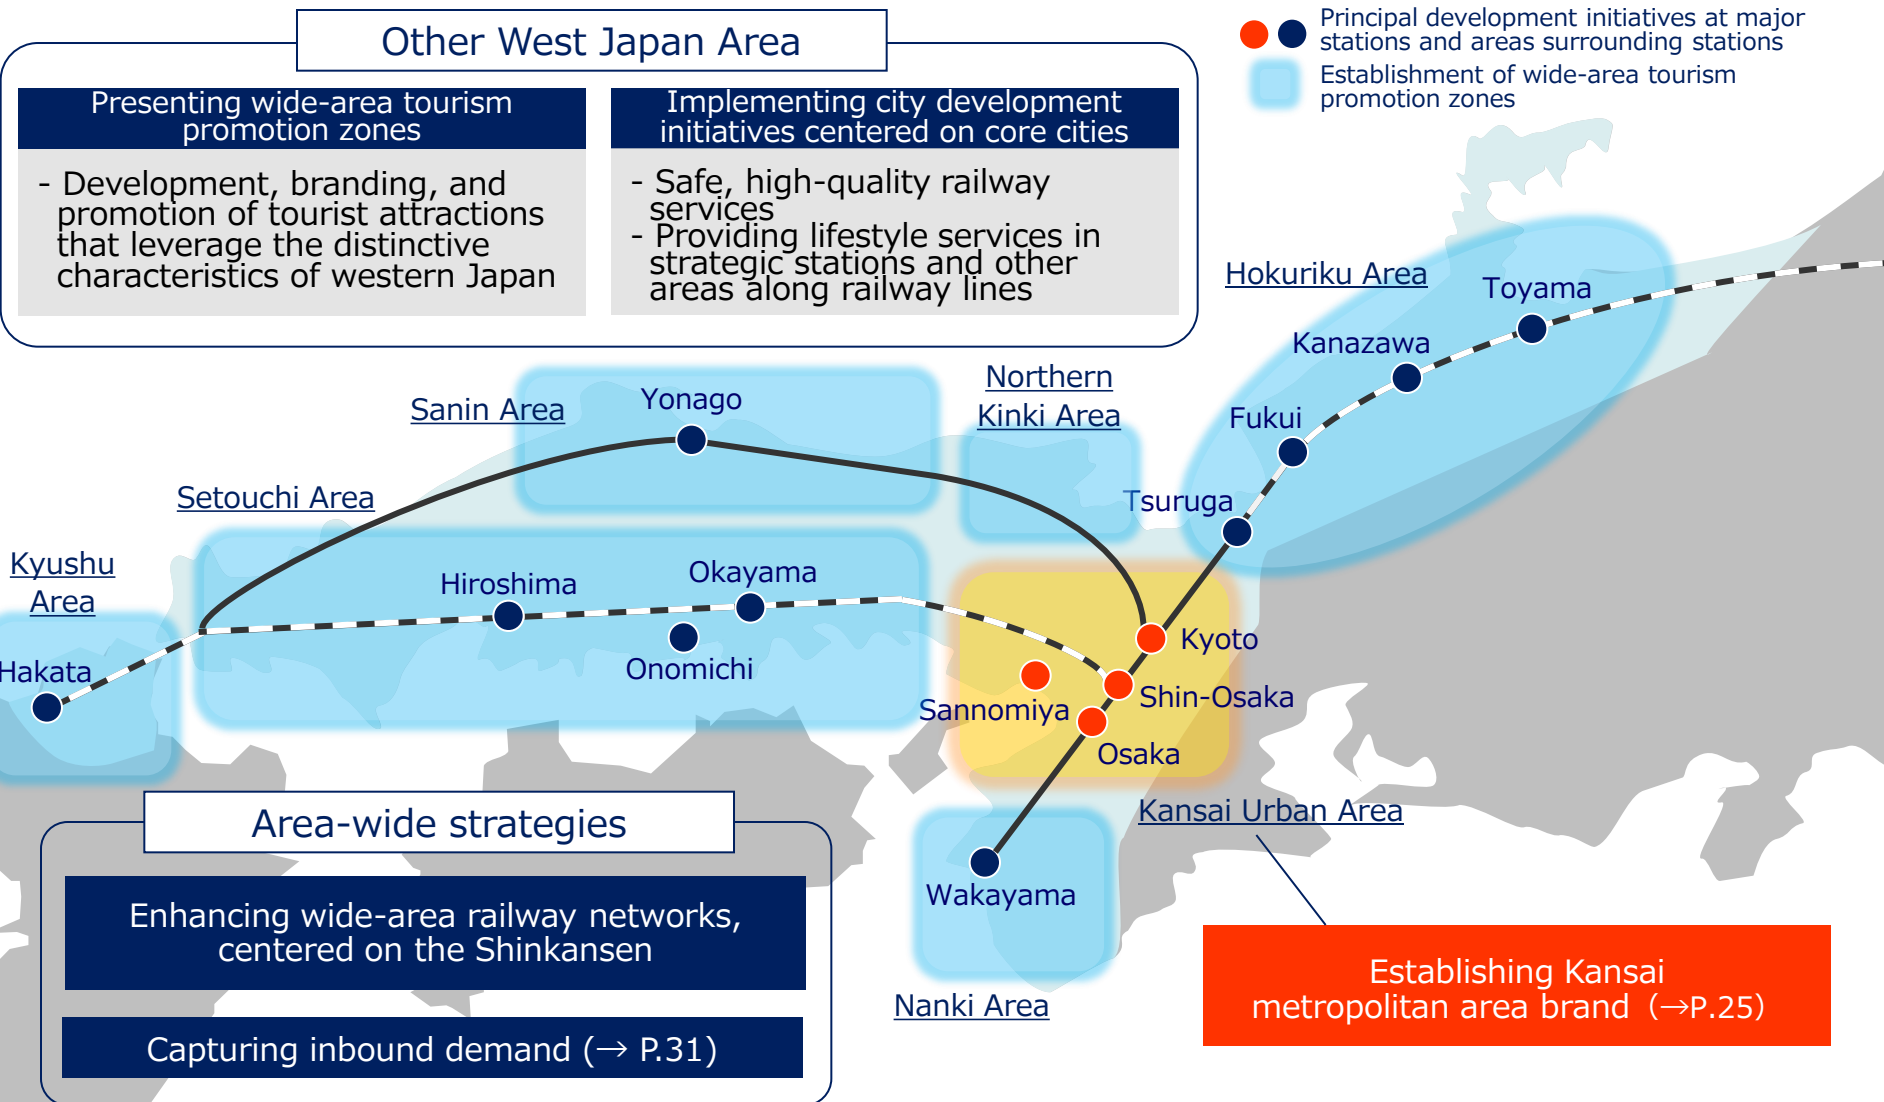 Other West Japan Area
Presenting wide-area tourism
promotion zones
- Development, branding, and
promotion of tourist attractions
that leverage the distinctive
characteristics of western Japan
Implementing city development
initiatives centered on core cities
- Safe, high-quality railway
services
- Providing lifestyle services in
strategic stations and other
areas along railway lines
Principal development initiatives at major
stations and areas surrounding stations
Establishment of wide-area tourism
promotion zones
Hokuriku Area
Toyama
Kanazawa
Fukui
Tsuruga
Northern
Kinki Area
Sanin Area
Yonago
Setouchi Area
Kyushu
Area
Hiroshima
Okayama
Onomichi
Hakata
Kyoto
Shin-Osaka
Sannomiya
Osaka
Kansai Urban Area
Wakayama
Nanki Area
Area-wide strategies
Enhancing wide-area railway networks,
centered on the Shinkansen
Capturing inbound demand (→ P.31)
Establishing Kansai
metropolitan area brand（→P.25）